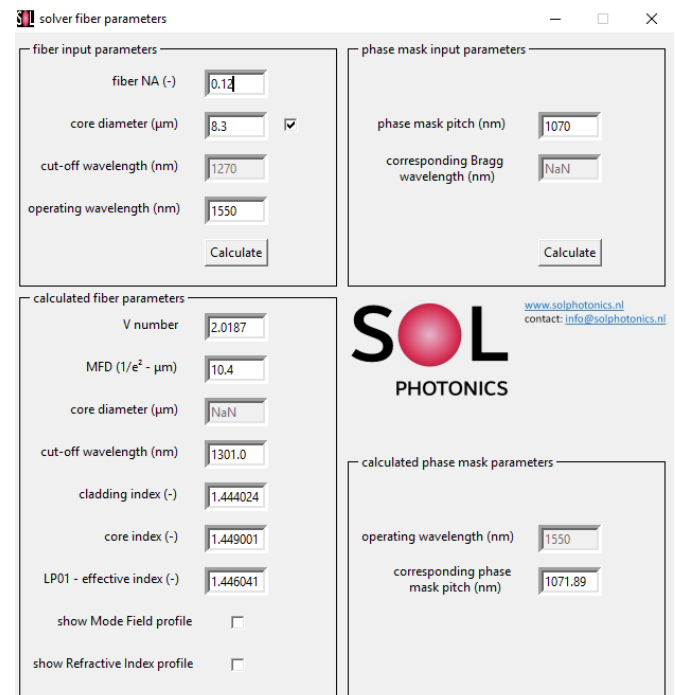 SOL solver fiber parameters
fiber input parameters
fiber NA (-) 0.12
core diameter (µm) 8.3
cut-off wavelength (nm) 1270
operating wavelength (nm) 1550
Calculate
phase mask input parameters
phase mask pitch (nm) 1070
corresponding Bragg
wavelength (nm) NaN
Calculate
calculated fiber parameters
V number 2.0187
MFD (1/e² - µm) 10.4
core diameter (µm) NaN
cut-off wavelength (nm) 1301.0
cladding index (-) 1.444024
core index (-) 1.449001
LP01 - effective index (-) 1.446041
show Mode Field profile
show Refractive Index profile
SOL
PHOTONICS
www.solphotonics.nl
contact: info@solphotonics.nl
calculated phase mask parameters
operating wavelength (nm) 1550
corresponding phase
mask pitch (nm) 1071.89